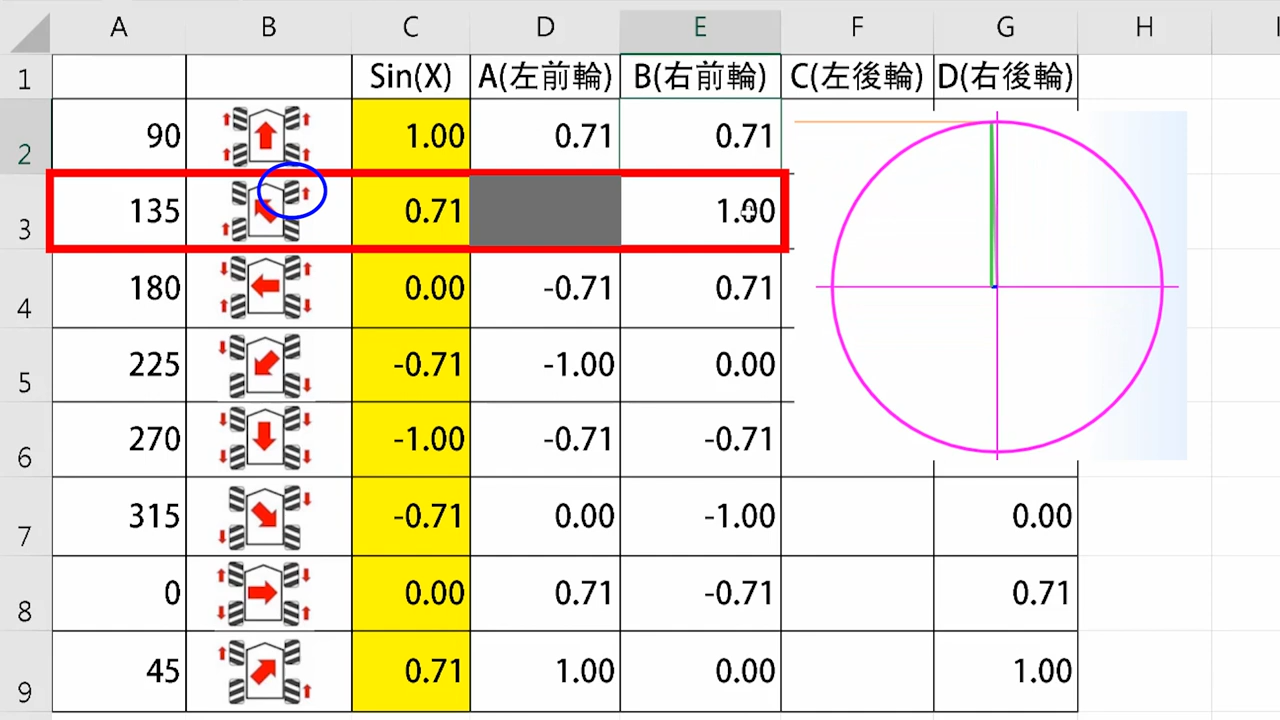 A B C D E F G H I
1 Sin(X) A(左前輪) B(右前輪) C(左後輪) D(右後輪)
2 90 1.00 0.71 0.71
3 135 0.71 1.00
4 180 0.00 -0.71 0.71
5 225 -0.71 -1.00 0.00
6 270 -1.00 -0.71 -0.71
7 315 -0.71 0.00 -1.00 0.00
8 0 0.00 0.71 -0.71 0.71
9 45 0.71 1.00 0.00 1.00